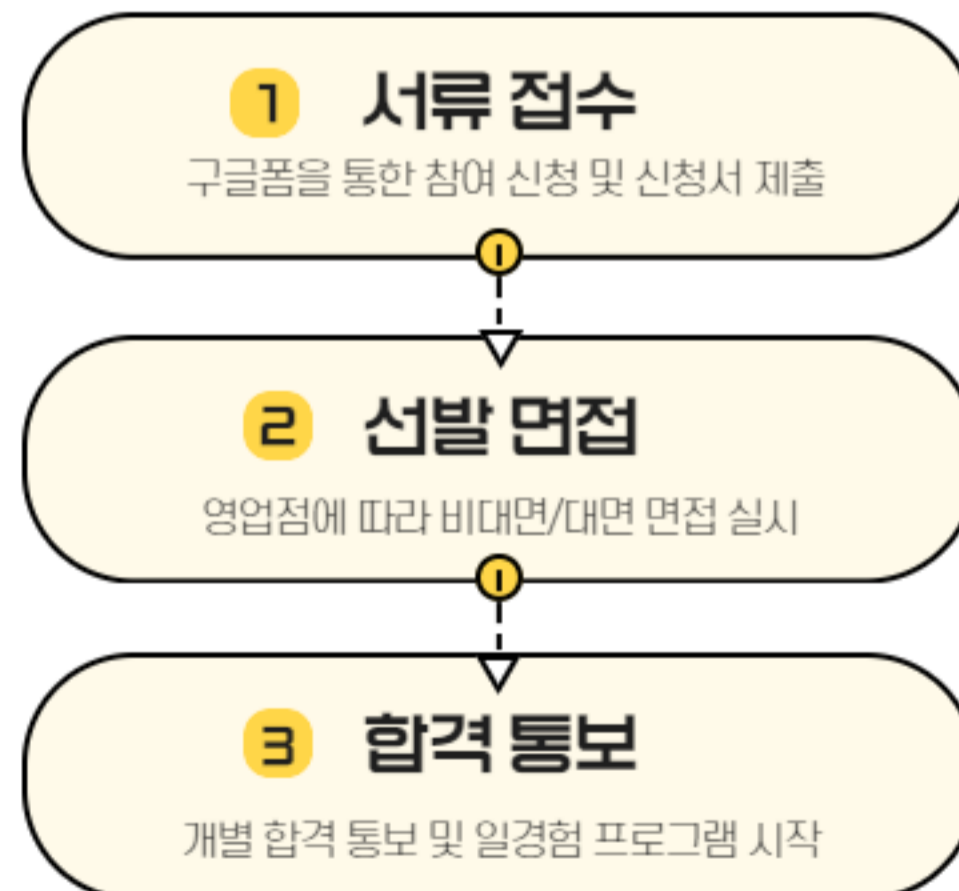 1 서류 접수
구글폼을 통한 참여 신청 및 신청서 제출
2 선발 면접
영업점에 따라 비대면/대면 면접 실시
3 합격 통보
개별 합격 통보 및 일경험 프로그램 시작